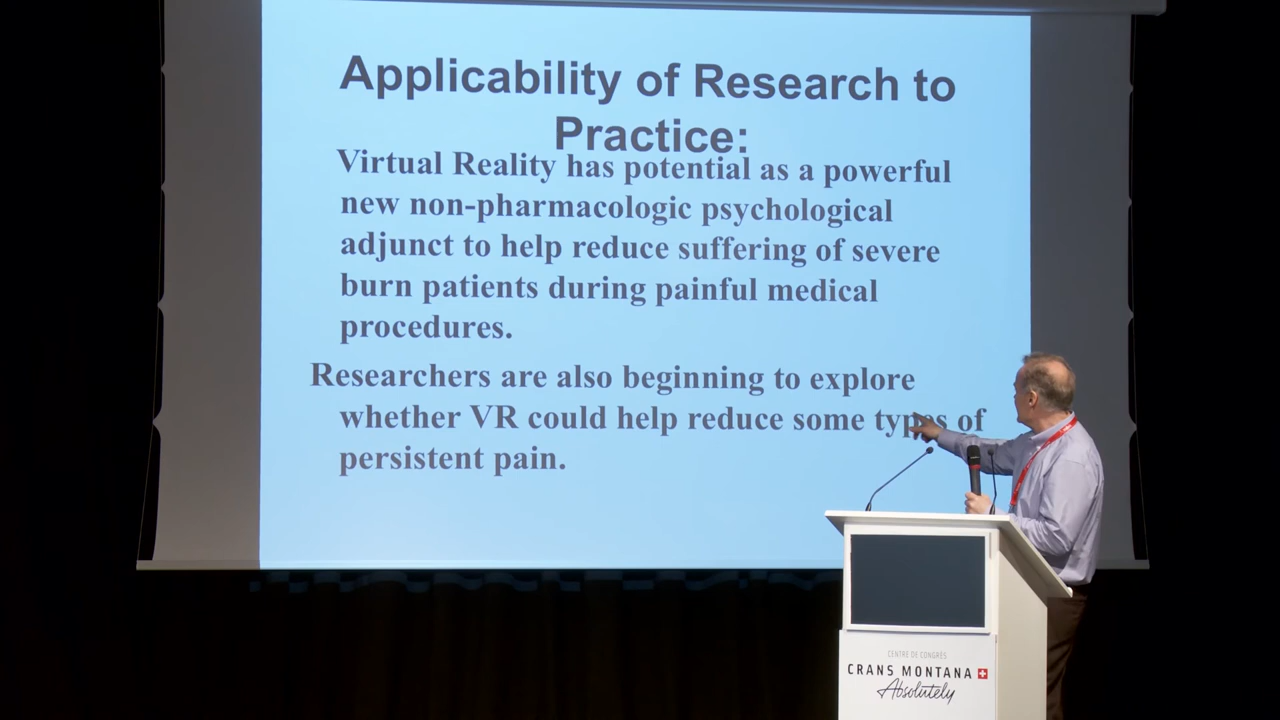 Applicability of Research to
Practice:
Virtual Reality has potential as a powerful
new non-pharmacologic psychological
adjunct to help reduce suffering of severe
burn patients during painful medical
procedures.
Researchers are also beginning to explore
whether VR could help reduce some types of
persistent pain.
CENTRE DE CONGRÈS
CRANS MONTANA
Absolutely